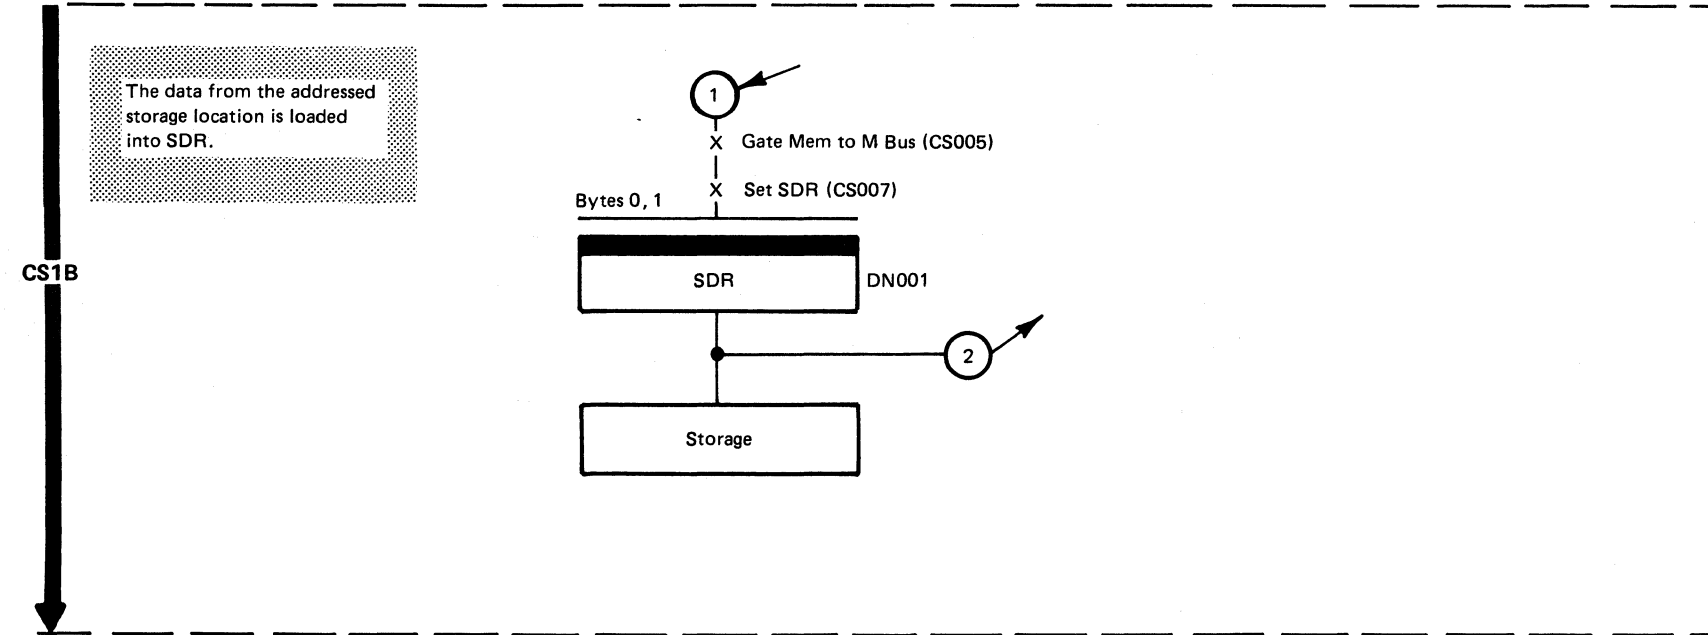 The data from the addressed
storage location is loaded
into SDR.
1
X Gate Mem to M Bus (CS005)
X Set SDR (CS007)
Bytes 0, 1
CS1B
SDR
DN001
2
Storage